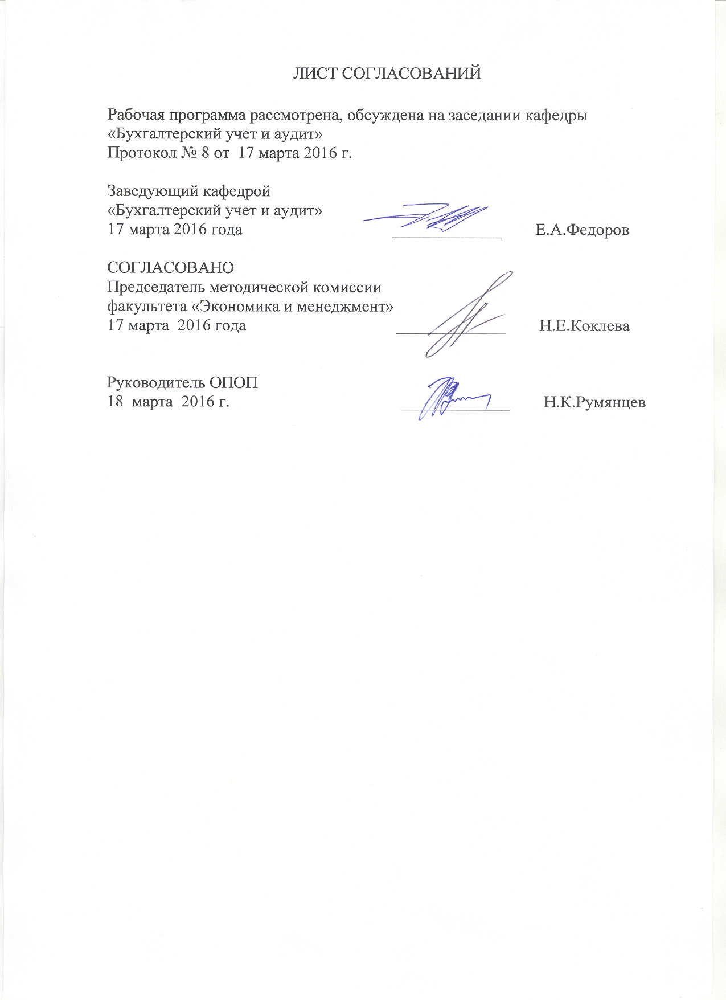 ЛИСТ СОГЛАСОВАНИЙ
Рабочая программа рассмотрена, обсуждена на заседании кафедры
«Бухгалтерский учет и аудит»
Протокол № 8 от 17 марта 2016 г.
Заведующий кафедрой
«Бухгалтерский учет и аудит»
17 марта 2016 года ______________ Е.А.Федоров
СОГЛАСОВАНО
Председатель методической комиссии
факультета «Экономика и менеджмент»
17 марта 2016 года ______________ Н.Е.Коклева
Руководитель ОПОП
18 марта 2016 г. ______________ Н.К.Румянцев